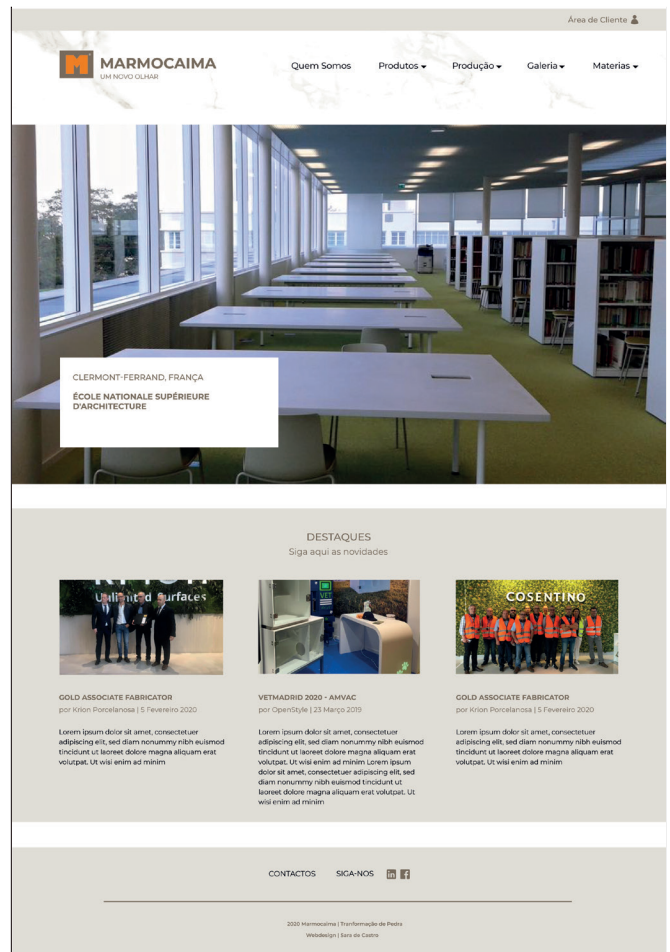 Área de Cliente
MARMOCAIMA
UM NOVO OLHAR
Quem Somos
Produtos
Produção
Galeria
Materias
CLERMONT-FERRAND, FRANÇA
ÉCOLE NATIONALE SUPÉRIEURE
D'ARCHITECTURE
DESTAQUES
Siga aqui as novidades
Unlimited Surfaces
VET
COSENTINO
GOLD ASSOCIATE FABRICATOR
por Krion Porcelanosa | 5 Fevereiro 2020
Lorem ipsum dolor sit amet, consectetuer
adipiscing elit, sed diam nonummy nibh euismod
tincidunt ut laoreet dolore magna aliquam erat
volutpat. Ut wisi enim ad minim
VETMADRID 2020 - AMVAC
por OpenStyle | 23 Março 2019
Lorem ipsum dolor sit amet, consectetuer
adipiscing elit, sed diam nonummy nibh euismod
tincidunt ut laoreet dolore magna aliquam erat
volutpat. Ut wisi enim ad minim Lorem ipsum
dolor sit amet, consectetuer adipiscing elit, sed
diam nonummy nibh euismod tincidunt ut
laoreet dolore magna aliquam erat volutpat. Ut
wisi enim ad minim
GOLD ASSOCIATE FABRICATOR
por Krion Porcelanosa | 5 Fevereiro 2020
Lorem ipsum dolor sit amet, consectetuer
adipiscing elit, sed diam nonummy nibh euismod
tincidunt ut laoreet dolore magna aliquam erat
volutpat. Ut wisi enim ad minim
CONTACTOS
SIGA-NOS
in f
2020 Marmocaima | Tranformação de Pedra
Webdesign | Sara de Castro